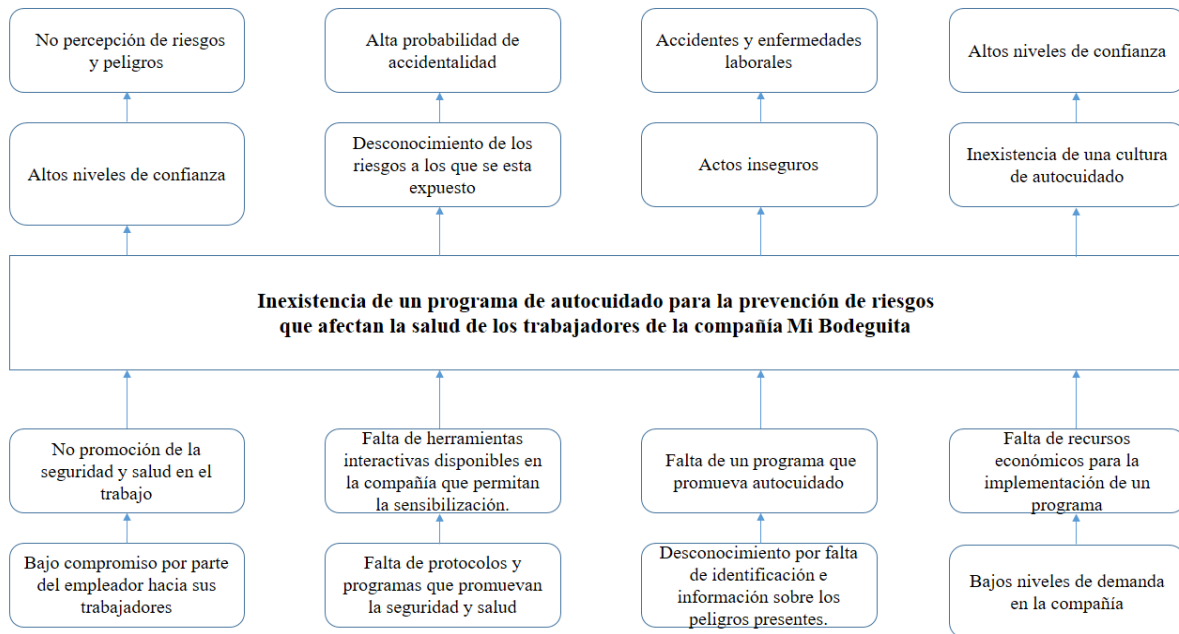 No percepción de riesgos
y peligros
Alta probabilidad de
accidentalidad
Accidentes y enfermedades
laborales
Altos niveles de confianza
Altos niveles de confianza
Desconocimiento de los
riesgos a los que se esta
expuesto
Actos inseguros
Inexistencia de una cultura
de autocuidado
Inexistencia de un programa de autocuidado para la prevención de riesgos
que afectan la salud de los trabajadores de la compañía Mi Bodeguita
No promoción de la
seguridad y salud en el
trabajo
Falta de herramientas
interactivas disponibles en
la compañía que permitan
la sensibilización.
Falta de un programa que
promueva autocuidado
Falta de recursos
económicos para la
implementación de un
programa
Bajo compromiso por parte
del empleador hacia sus
trabajadores
Falta de protocolos y
programas que promuevan
la seguridad y salud
Desconocimiento por falta
de identificación e
información sobre los
peligros presentes.
Bajos niveles de demanda
en la compañía